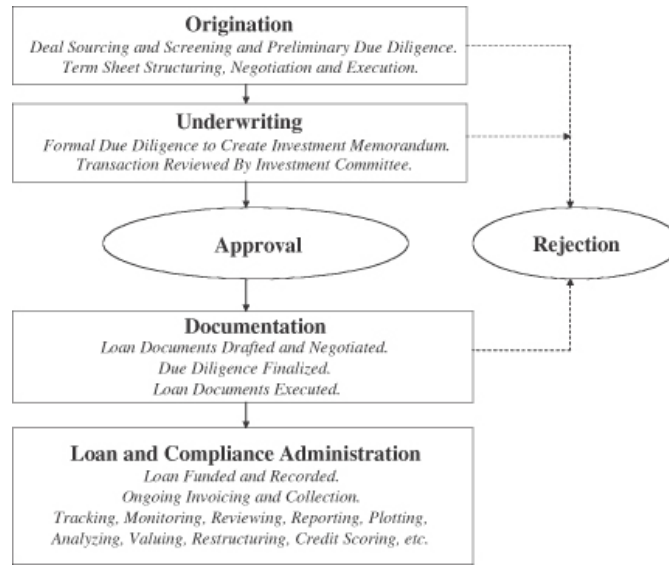 Origination
Deal Sourcing and Screening and Preliminary Due Diligence.
Term Sheet Structuring, Negotiation and Execution.
Underwriting
Formal Due Diligence to Create Investment Memorandum.
Transaction Reviewed By Investment Committee.
Approval
Rejection
Documentation
Loan Documents Drafted and Negotiated.
Due Diligence Finalized.
Loan Documents Executed.
Loan and Compliance Administration
Loan Funded and Recorded.
Ongoing Invoicing and Collection.
Tracking, Monitoring, Reviewing, Reporting, Plotting,
Analyzing, Valuing, Restructuring, Credit Scoring, etc.